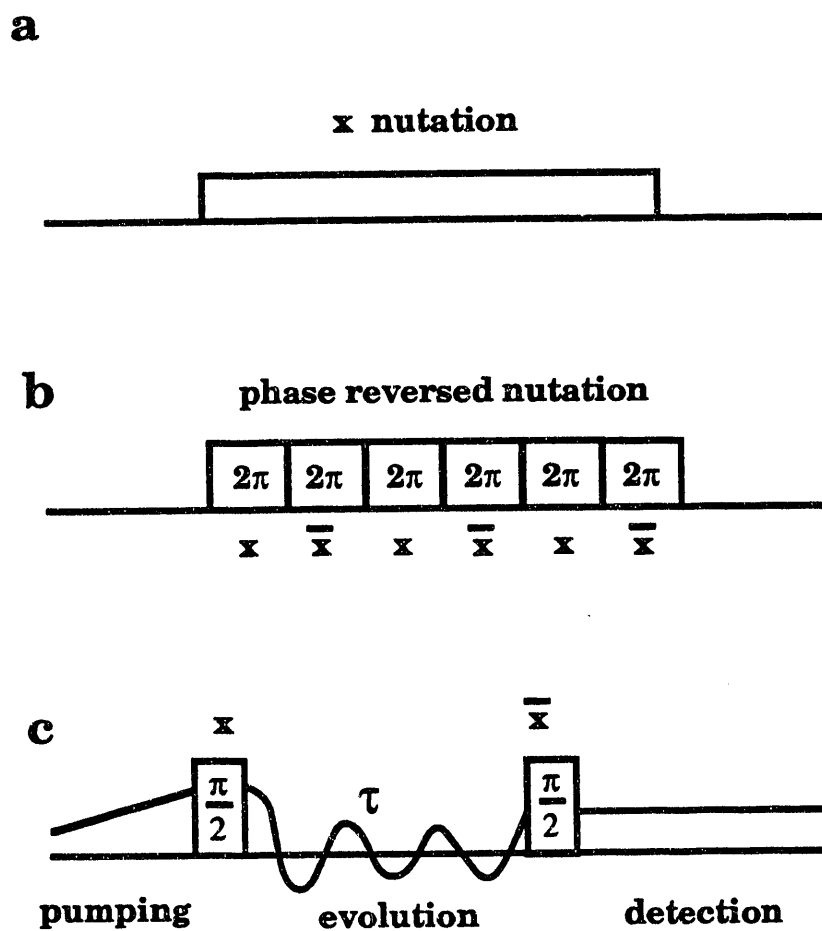 a
x nutation
b
phase reversed nutation
2π 2π 2π 2π 2π 2π
x x̅ x x̅ x x̅
c
x x̅
π/2 τ π/2
pumping evolution detection